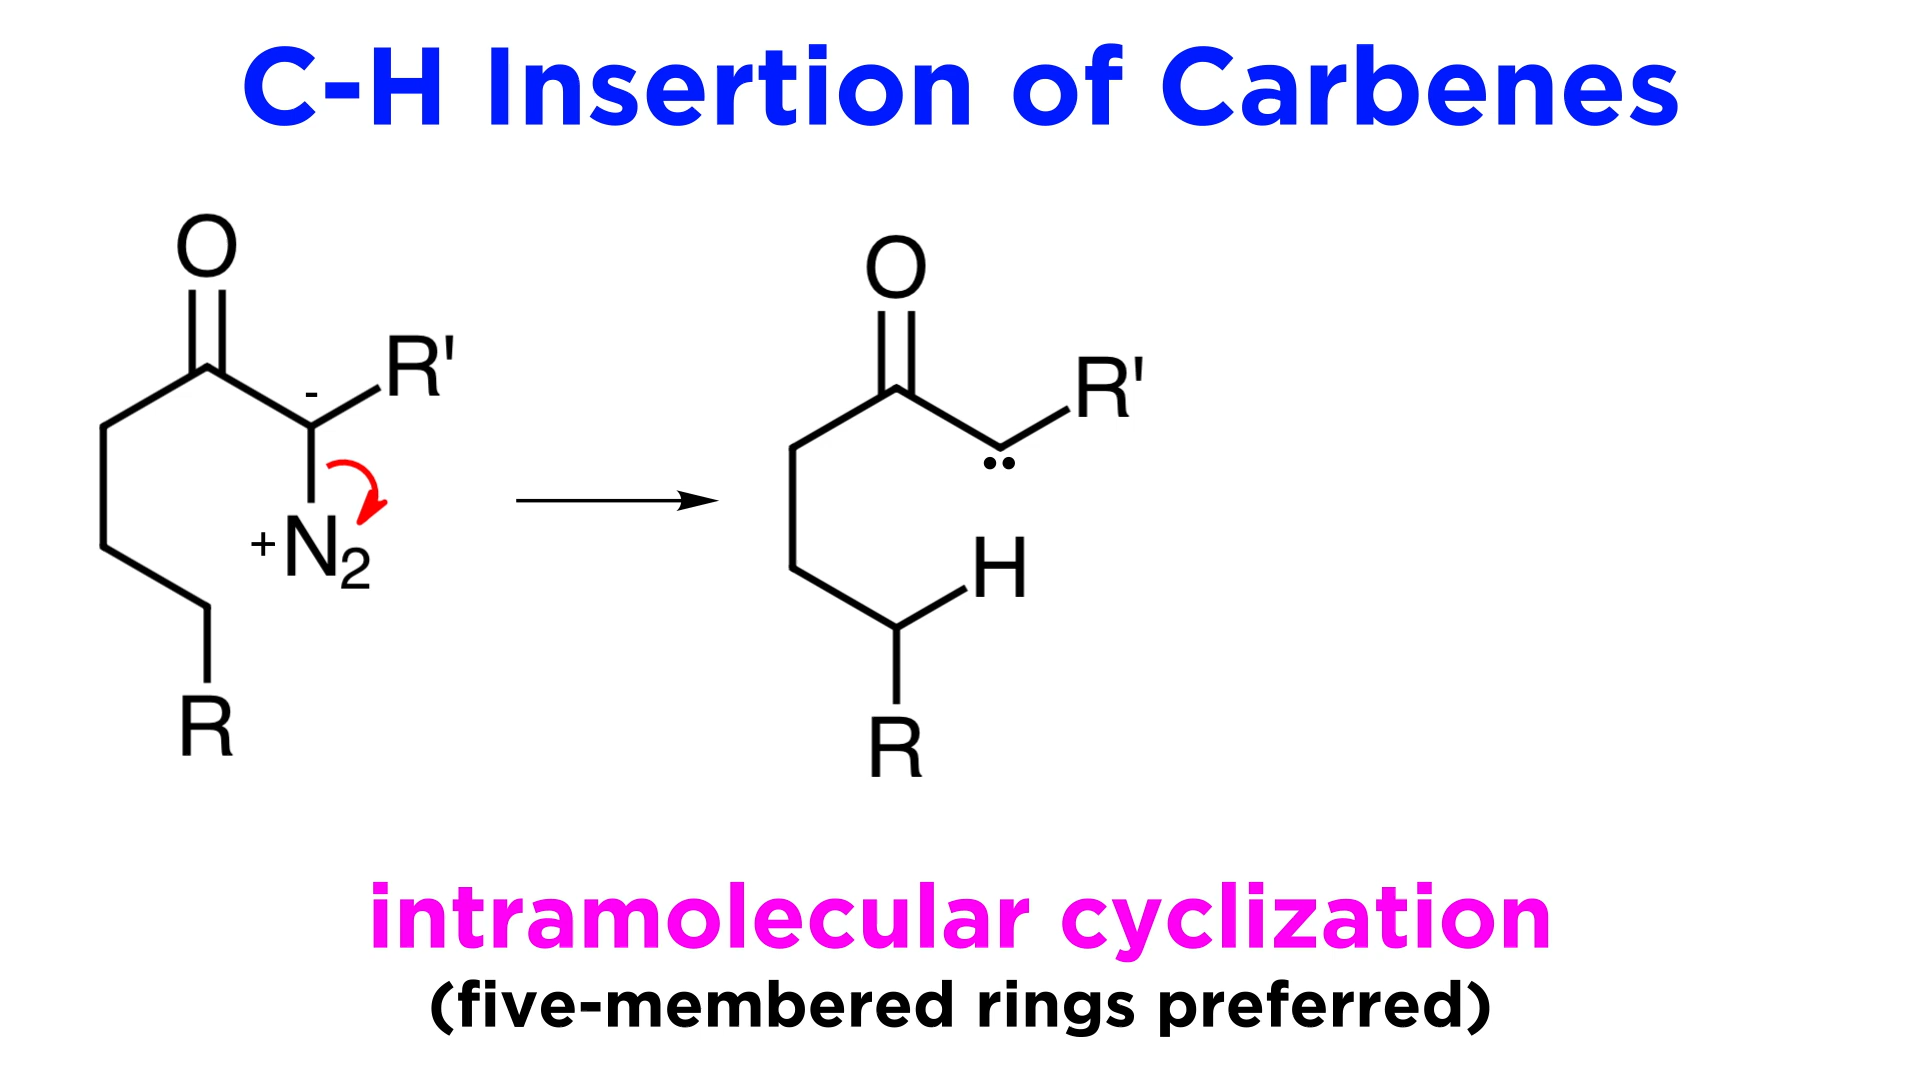 C-H Insertion of Carbenes
O
R'
-
+N2
R
O
R'
H
R
intramolecular cyclization
(five-membered rings preferred)